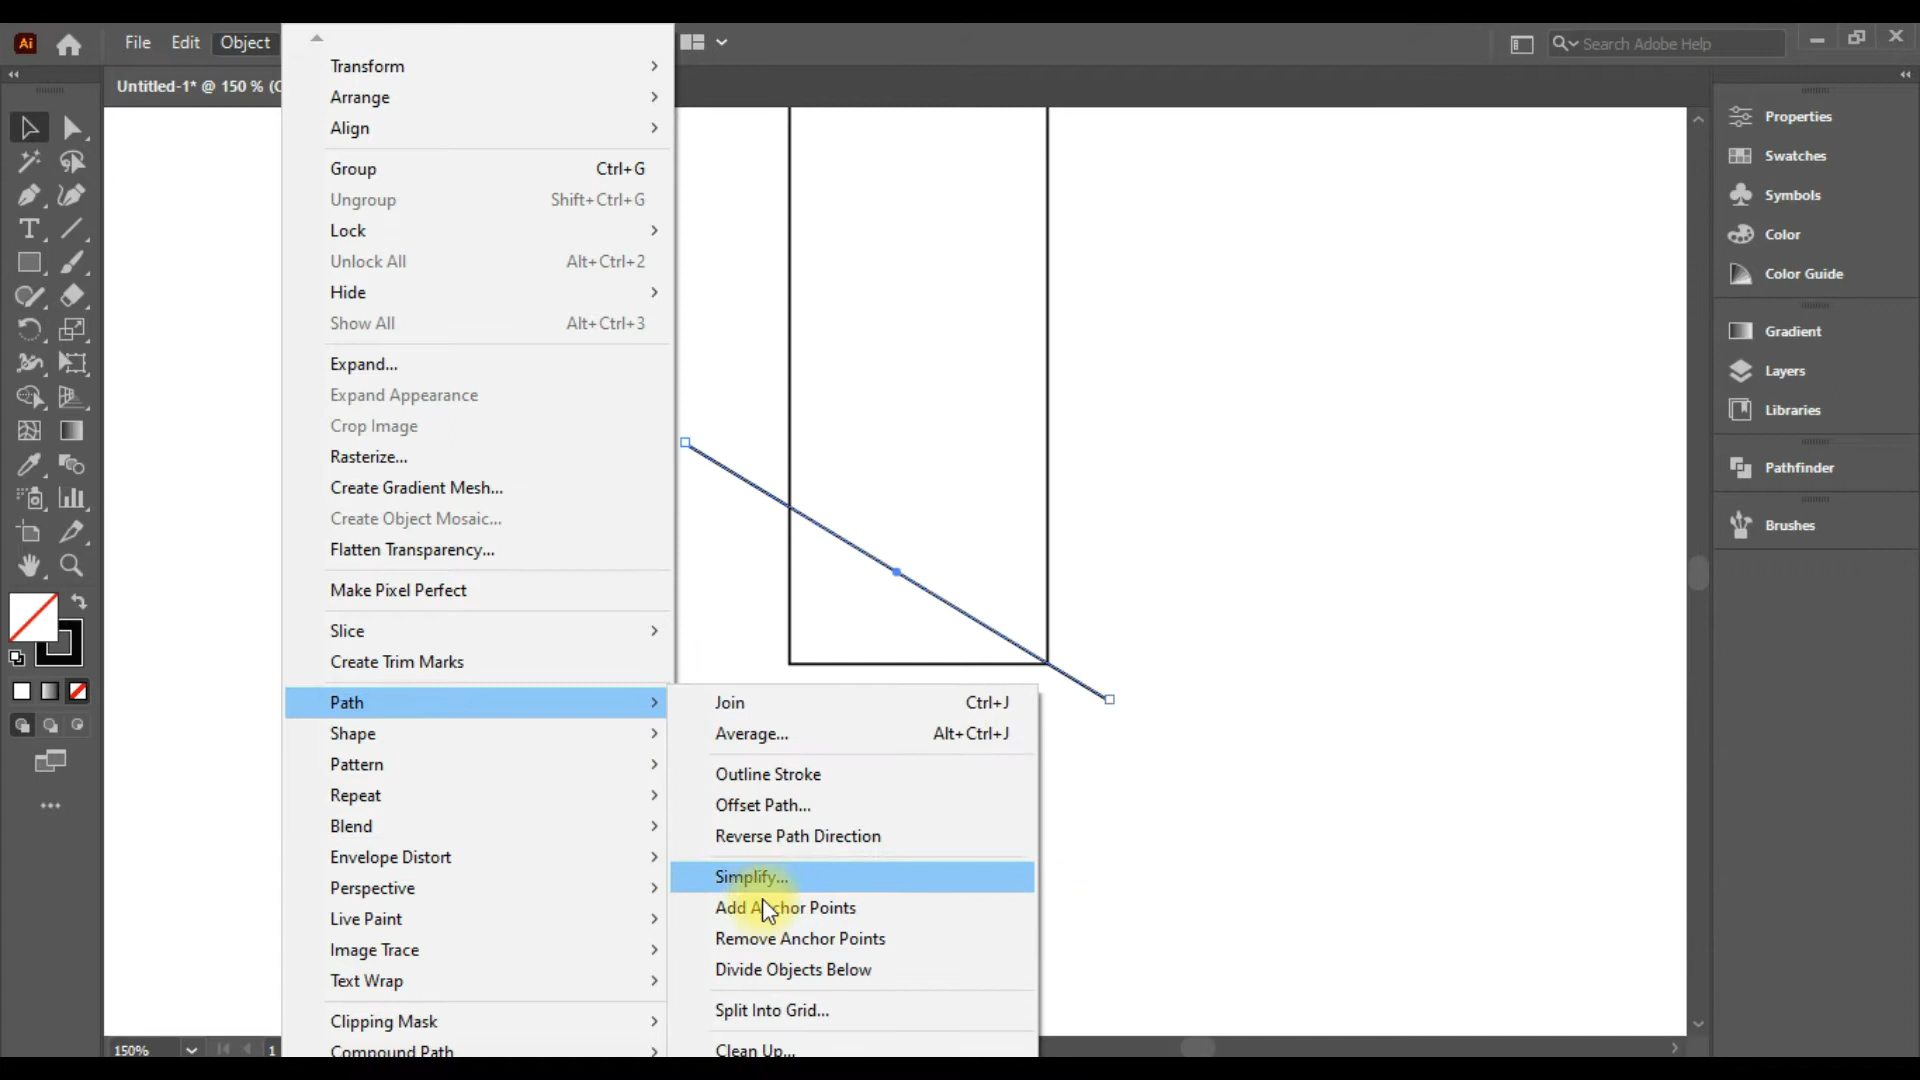 Ai
File
Edit
Object
Search Adobe Help
Untitled-1* @ 150 % (C
Transform
Arrange
Align
Group Ctrl+G
Ungroup Shift+Ctrl+G
Lock
Unlock All Alt+Ctrl+2
Hide
Show All Alt+Ctrl+3
Expand...
Expand Appearance
Crop Image
Rasterize...
Create Gradient Mesh...
Create Object Mosaic...
Flatten Transparency...
Make Pixel Perfect
Slice
Create Trim Marks
Path
Shape
Pattern
Repeat
Blend
Envelope Distort
Perspective
Live Paint
Image Trace
Text Wrap
Clipping Mask
Compound Path
Join Ctrl+J
Average... Alt+Ctrl+J
Outline Stroke
Offset Path...
Reverse Path Direction
Simplify...
Add Anchor Points
Remove Anchor Points
Divide Objects Below
Split Into Grid...
Clean Up...
Properties
Swatches
Symbols
Color
Color Guide
Gradient
Layers
Libraries
Pathfinder
Brushes
150%
1